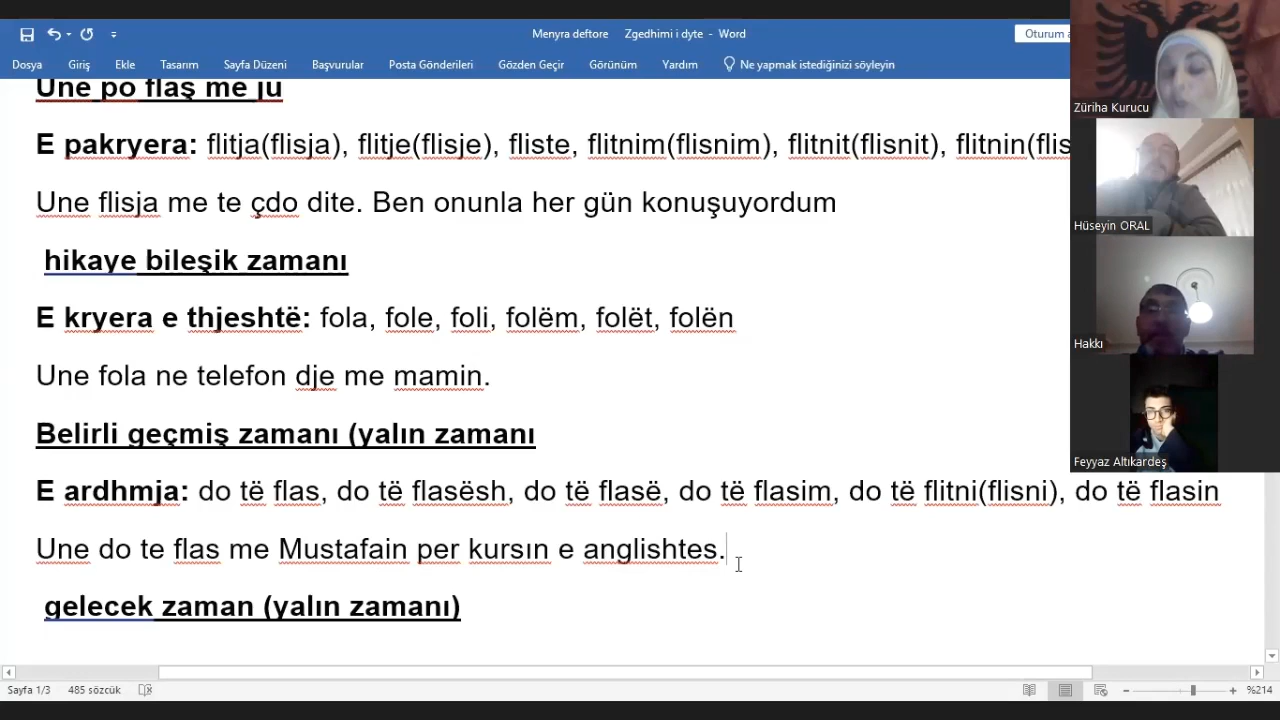 Menyra deftore Zgedhimi i dyte - Word
Oturum a
Dosya Giriş Ekle Tasarım Sayfa Düzeni Başvurular Posta Gönderileri Gözden Geçir Görünüm Yardım Ne yapmak istediğinizi söyleyin
Une po flaş me ju
E pakryera: flitja(flisja), flitje(flisje), fliste, flitnim(flisnim), flitnit(flisnit), flitnin(flis
Une flisja me te çdo dite. Ben onunla her gün konuşuyordum
hikaye bileşik zamanı
E kryera e thjeshtë: fola, fole, foli, folëm, folët, folën
Une fola ne telefon dje me mamin.
Belirli geçmiş zamanı (yalın zamanı
E ardhmja: do të flas, do të flasësh, do të flasë, do të flasim, do të flitni(flisni), do të flasin
Une do te flas me Mustafain per kursın e anglishtes.
gelecek zaman (yalın zamanı)
Sayfa 1/3 485 sözcük %214
Züriha Kurucu
Hüseyin ORAL
Hakkı
Feyyaz Altıkardeş